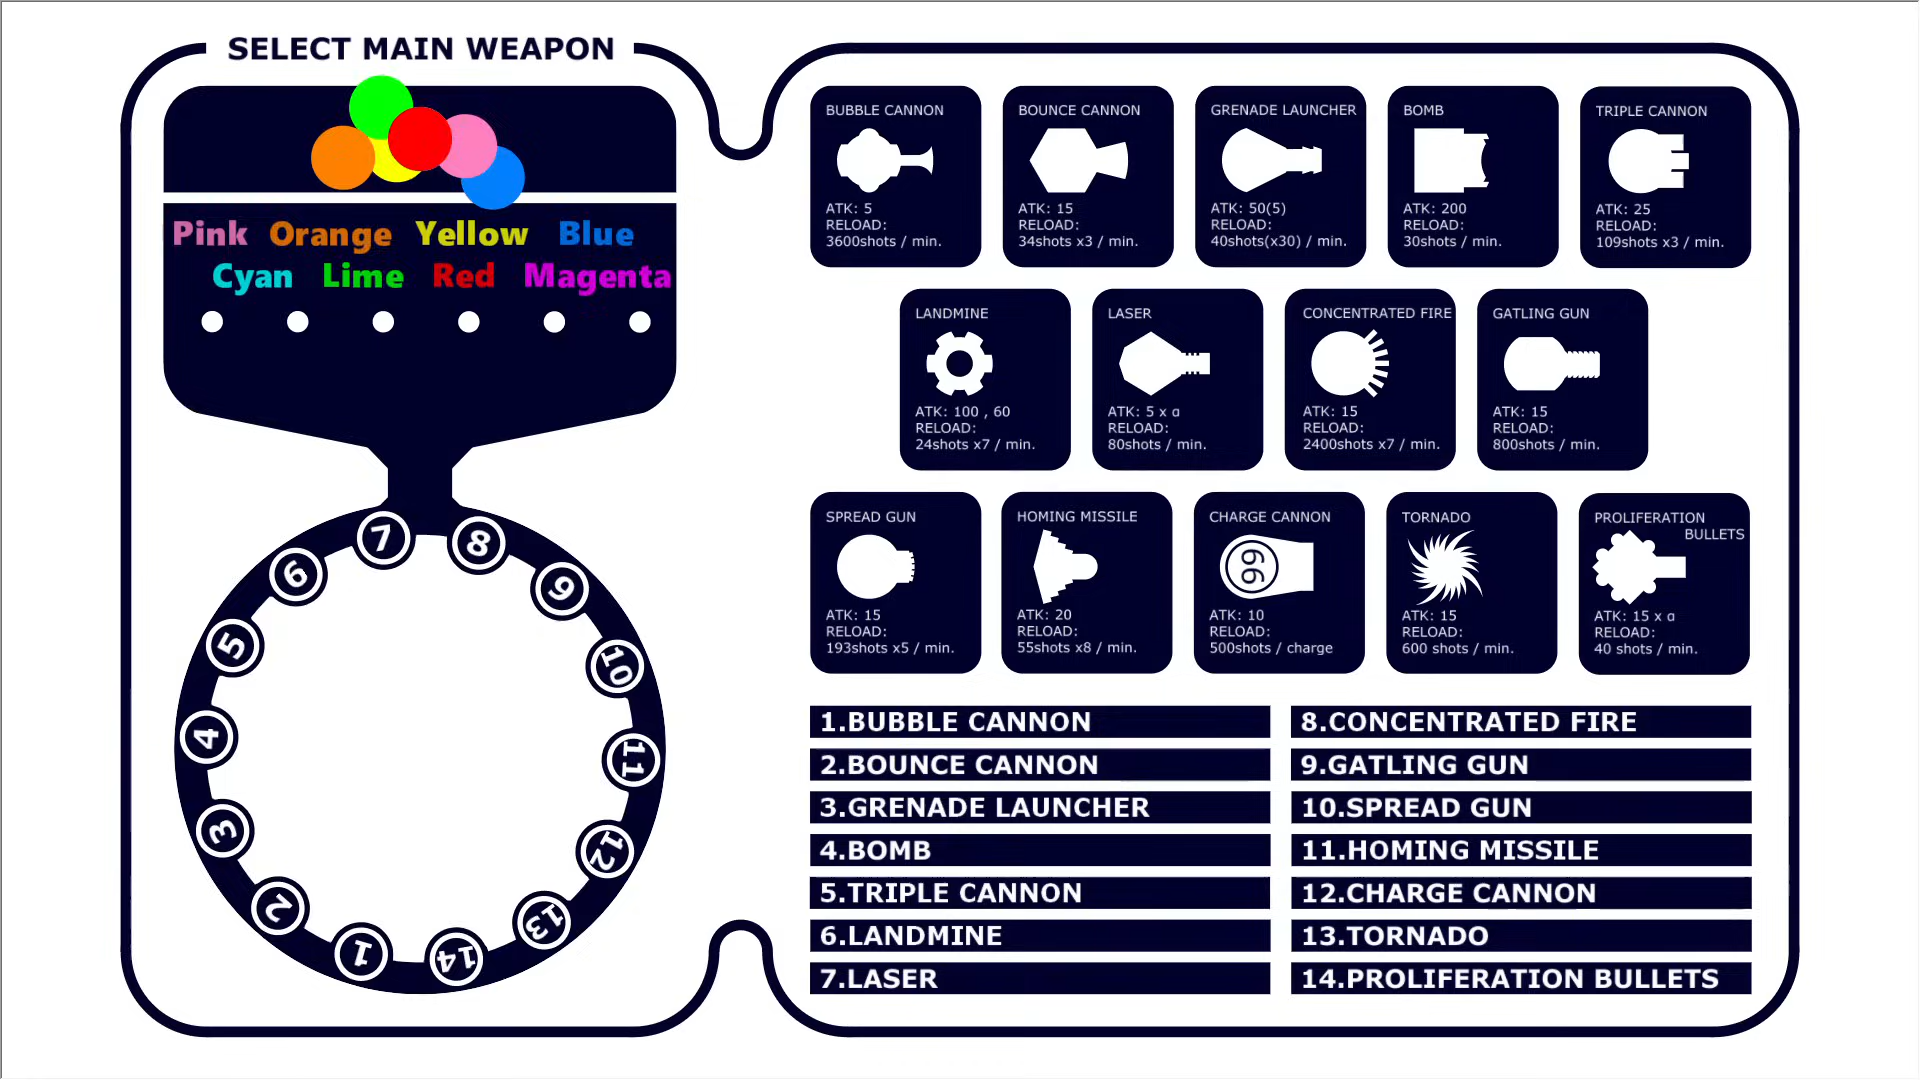 SELECT MAIN WEAPON
Pink Orange Yellow Blue
Cyan Lime Red Magenta
7
8
6
9
5
10
4
11
3
12
2
13
1
14
BUBBLE CANNON
ATK: 5
RELOAD:
3600shots / min.
BOUNCE CANNON
ATK: 15
RELOAD:
34shots x3 / min.
GRENADE LAUNCHER
ATK: 50(5)
RELOAD:
40shots(x30) / min.
BOMB
ATK: 200
RELOAD:
30shots / min.
TRIPLE CANNON
ATK: 25
RELOAD:
109shots x3 / min.
LANDMINE
ATK: 100 , 60
RELOAD:
24shots x7 / min.
LASER
ATK: 5 x α
RELOAD:
80shots / min.
CONCENTRATED FIRE
ATK: 15
RELOAD:
2400shots x7 / min.
GATLING GUN
ATK: 15
RELOAD:
800shots / min.
SPREAD GUN
ATK: 15
RELOAD:
193shots x5 / min.
HOMING MISSILE
ATK: 20
RELOAD:
55shots x8 / min.
CHARGE CANNON
66
ATK: 10
RELOAD:
500shots / charge
TORNADO
ATK: 15
RELOAD:
600 shots / min.
PROLIFERATION
BULLETS
ATK: 15 x α
RELOAD:
40 shots / min.
1.BUBBLE CANNON
2.BOUNCE CANNON
3.GRENADE LAUNCHER
4.BOMB
5.TRIPLE CANNON
6.LANDMINE
7.LASER
8.CONCENTRATED FIRE
9.GATLING GUN
10.SPREAD GUN
11.HOMING MISSILE
12.CHARGE CANNON
13.TORNADO
14.PROLIFERATION BULLETS